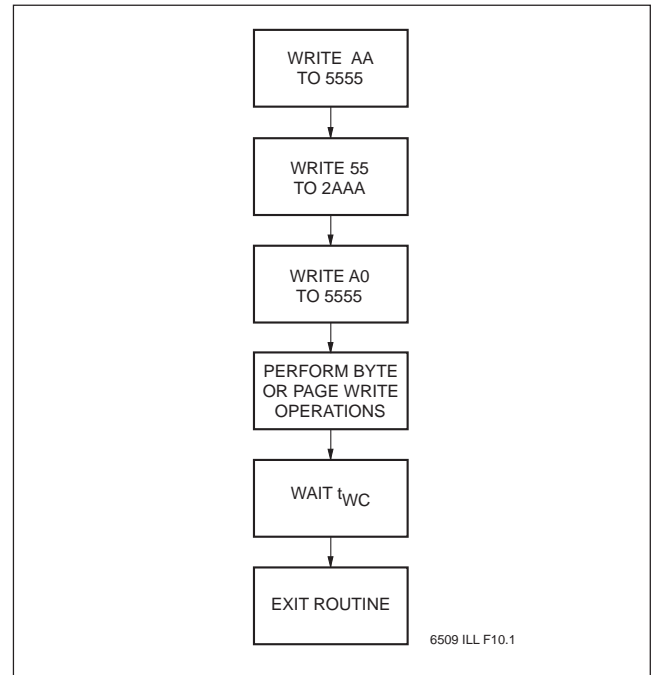 WRITE AA
TO 5555
WRITE 55
TO 2AAA
WRITE A0
TO 5555
PERFORM BYTE
OR PAGE WRITE
OPERATIONS
WAIT tWC
EXIT ROUTINE
6509 ILL F10.1